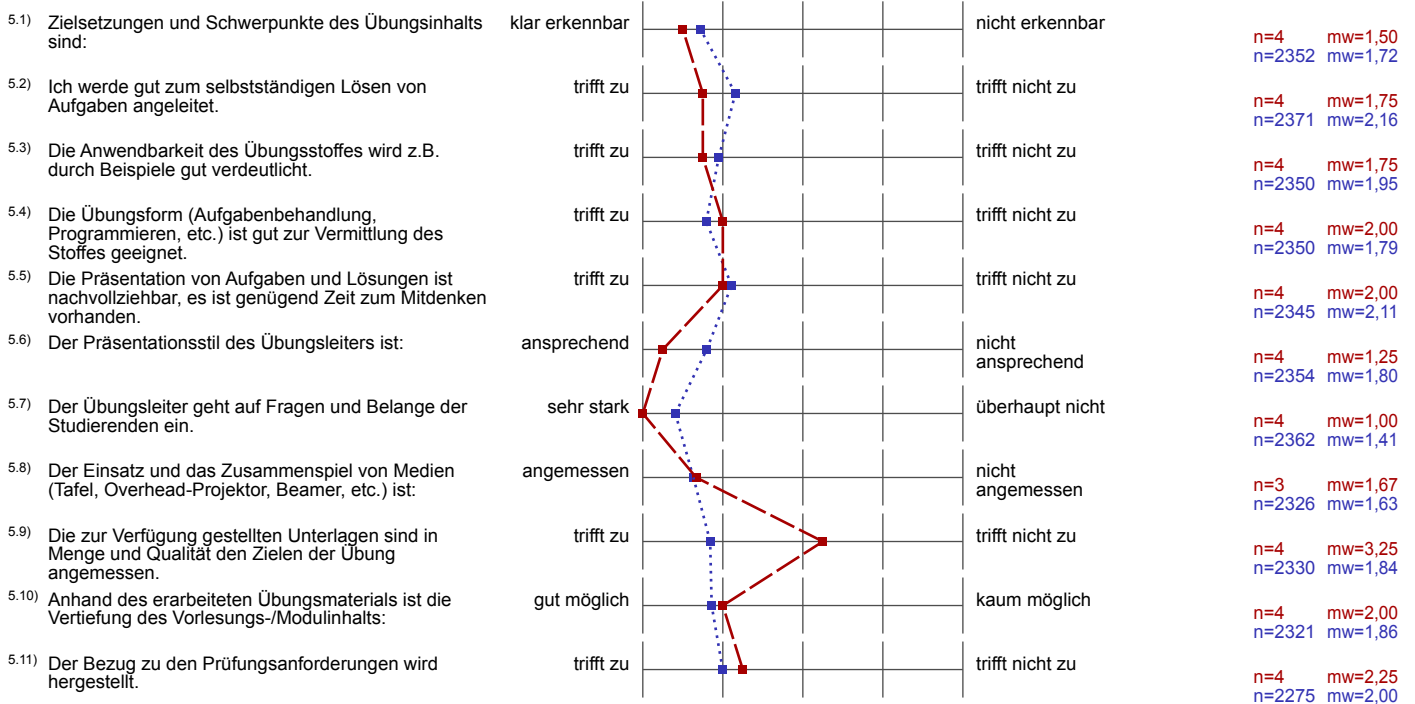 5.1) Zielsetzungen und Schwerpunkte des Übungsinhalts sind:
klar erkennbar
nicht erkennbar
n=4 mw=1,50
n=2352 mw=1,72
5.2) Ich werde gut zum selbstständigen Lösen von
Aufgaben angeleitet.
trifft zu
trifft nicht zu
n=4 mw=1,75
n=2371 mw=2,16
5.3) Die Anwendbarkeit des Übungsstoffes wird z.B.
durch Beispiele gut verdeutlicht.
trifft zu
trifft nicht zu
n=4 mw=1,75
n=2350 mw=1,95
5.4) Die Übungsform (Aufgabenbehandlung,
Programmieren, etc.) ist gut zur Vermittlung des
Stoffes geeignet.
trifft zu
trifft nicht zu
n=4 mw=2,00
n=2350 mw=1,79
5.5) Die Präsentation von Aufgaben und Lösungen ist
nachvollziehbar, es ist genügend Zeit zum Mitdenken
vorhanden.
trifft zu
trifft nicht zu
n=4 mw=2,00
n=2345 mw=2,11
5.6) Der Präsentationsstil des Übungsleiters ist:
ansprechend
nicht
ansprechend
n=4 mw=1,25
n=2354 mw=1,80
5.7) Der Übungsleiter geht auf Fragen und Belange der
Studierenden ein.
sehr stark
überhaupt nicht
n=4 mw=1,00
n=2362 mw=1,41
5.8) Der Einsatz und das Zusammenspiel von Medien
(Tafel, Overhead-Projektor, Beamer, etc.) ist:
angemessen
nicht
angemessen
n=3 mw=1,67
n=2326 mw=1,63
5.9) Die zur Verfügung gestellten Unterlagen sind in
Menge und Qualität den Zielen der Übung
angemessen.
trifft zu
trifft nicht zu
n=4 mw=3,25
n=2330 mw=1,84
5.10) Anhand des erarbeiteten Übungsmaterials ist die
Vertiefung des Vorlesungs-/Modulinhalts:
gut möglich
kaum möglich
n=4 mw=2,00
n=2321 mw=1,86
5.11) Der Bezug zu den Prüfungsanforderungen wird
hergestellt.
trifft zu
trifft nicht zu
n=4 mw=2,25
n=2275 mw=2,00